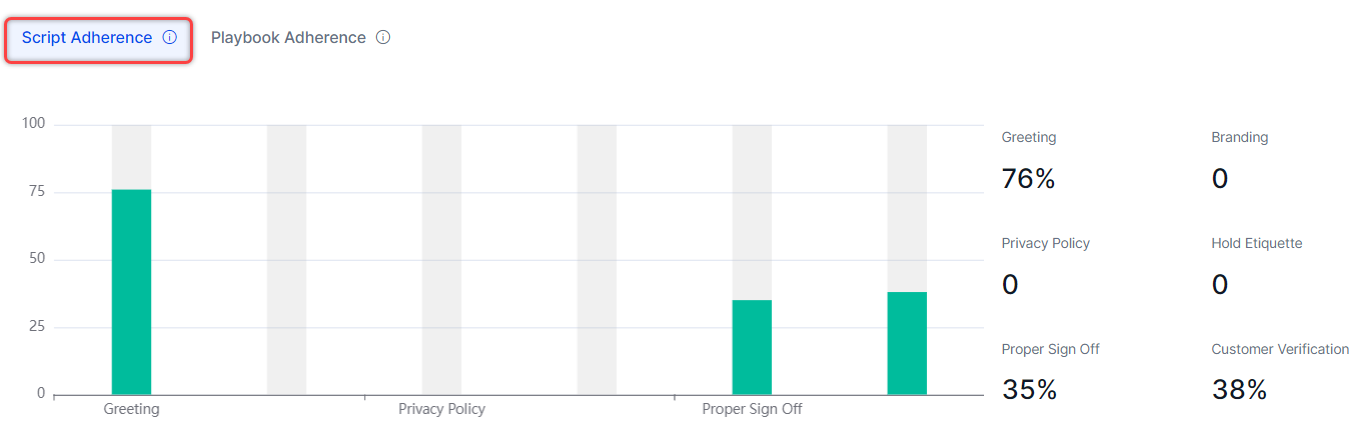 Script Adherence
Playbook Adherence
100
75
50
25
0
Greeting
Privacy Policy
Proper Sign Off
Greeting
Branding
76%
0
Privacy Policy
Hold Etiquette
0
0
Proper Sign Off
Customer Verification
35%
38%